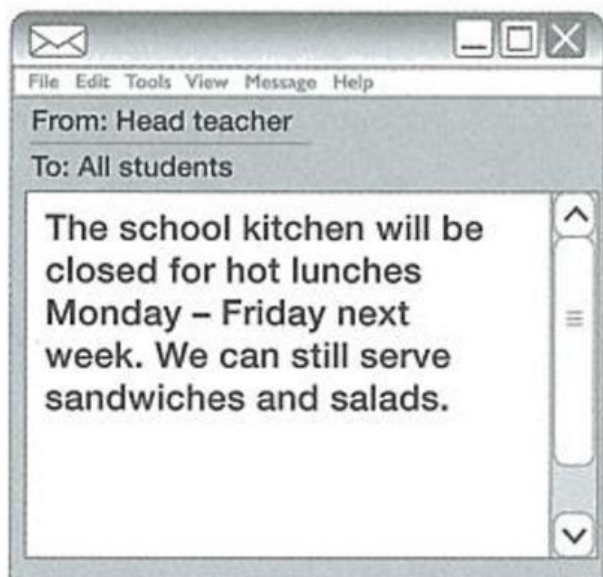 File Edit Tools View Message Help
From: Head teacher
To: All students
The school kitchen will be
closed for hot lunches
Monday – Friday next
week. We can still serve
sandwiches and salads.